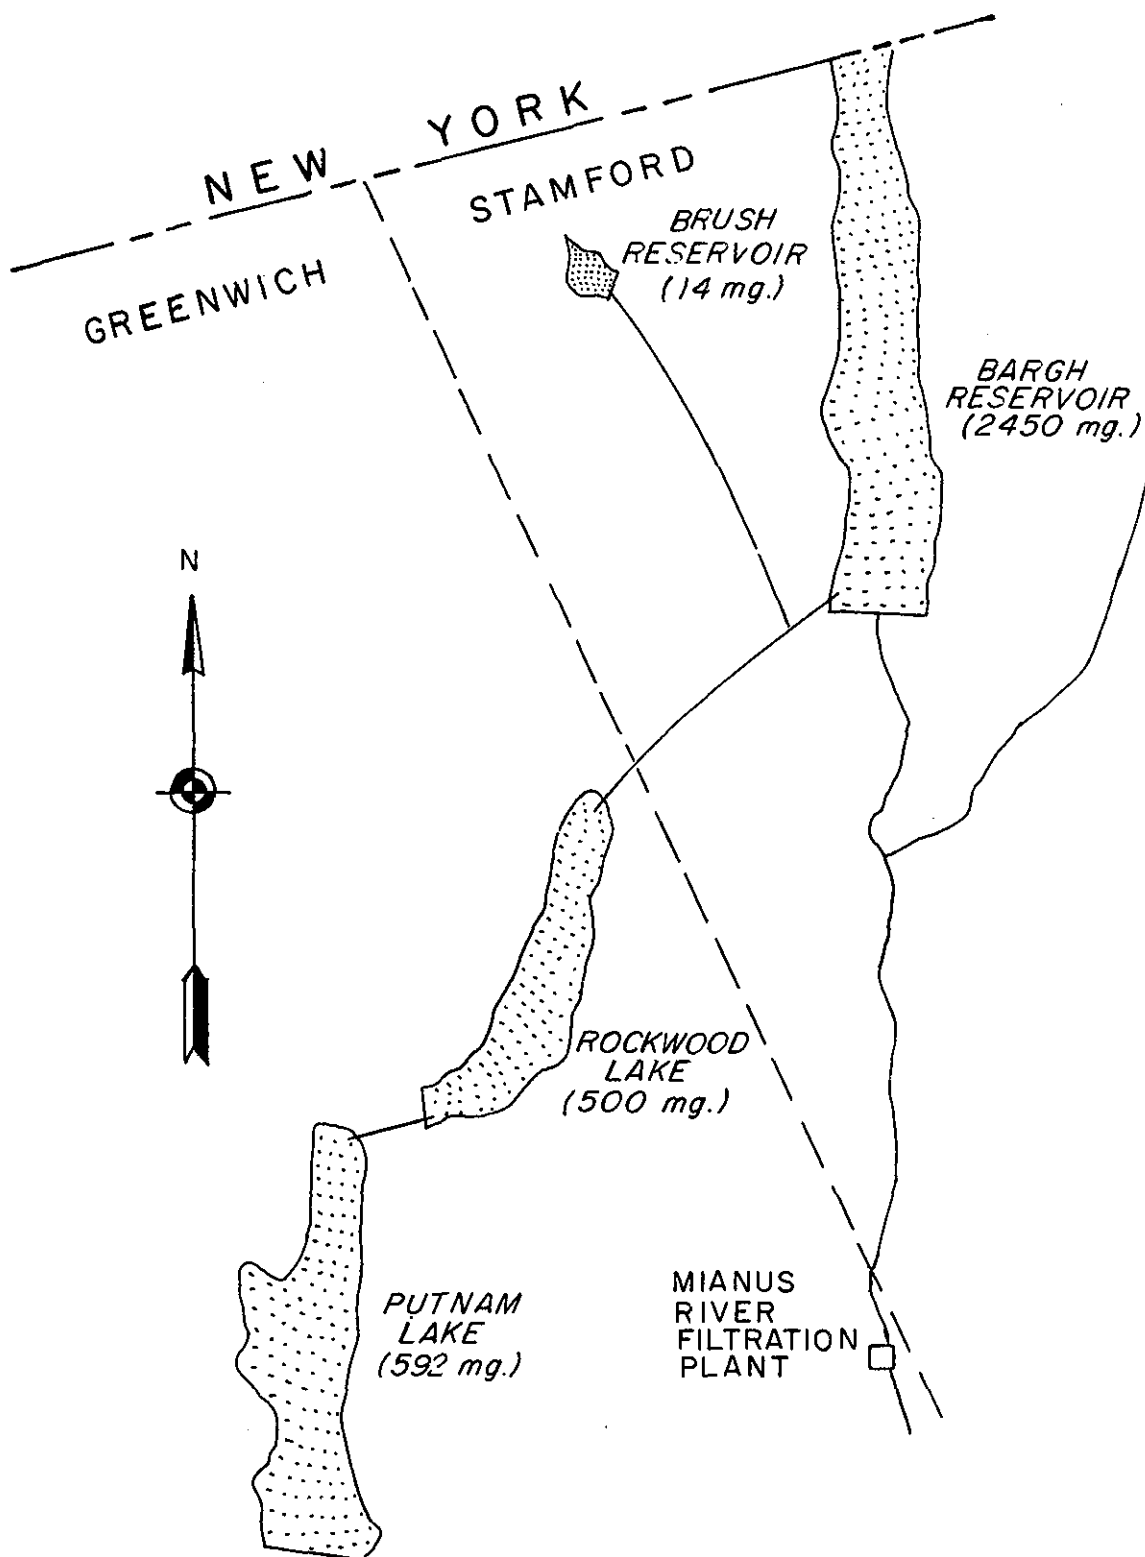 NEW YORK
STAMFORD
GREENWICH
BRUSH
RESERVOIR
(14 mg.)
BARGH
RESERVOIR
(2450 mg.)
N
ROCKWOOD
LAKE
(500 mg.)
PUTNAM
LAKE
(592 mg.)
MIANUS
RIVER
FILTRATION
PLANT